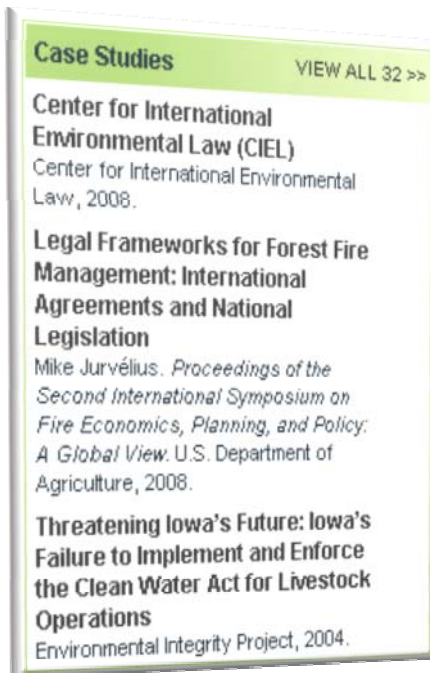 Case Studies VIEW ALL 32 >>
Center for International
Environmental Law (CIEL)
Center for International Environmental
Law, 2008.
Legal Frameworks for Forest Fire
Management: International
Agreements and National
Legislation
Mike Jurvélius. Proceedings of the
Second International Symposium on
Fire Economics, Planning, and Policy:
A Global View. U.S. Department of
Agriculture, 2008.
Threatening Iowa's Future: Iowa's
Failure to Implement and Enforce
the Clean Water Act for Livestock
Operations
Environmental Integrity Project, 2004.